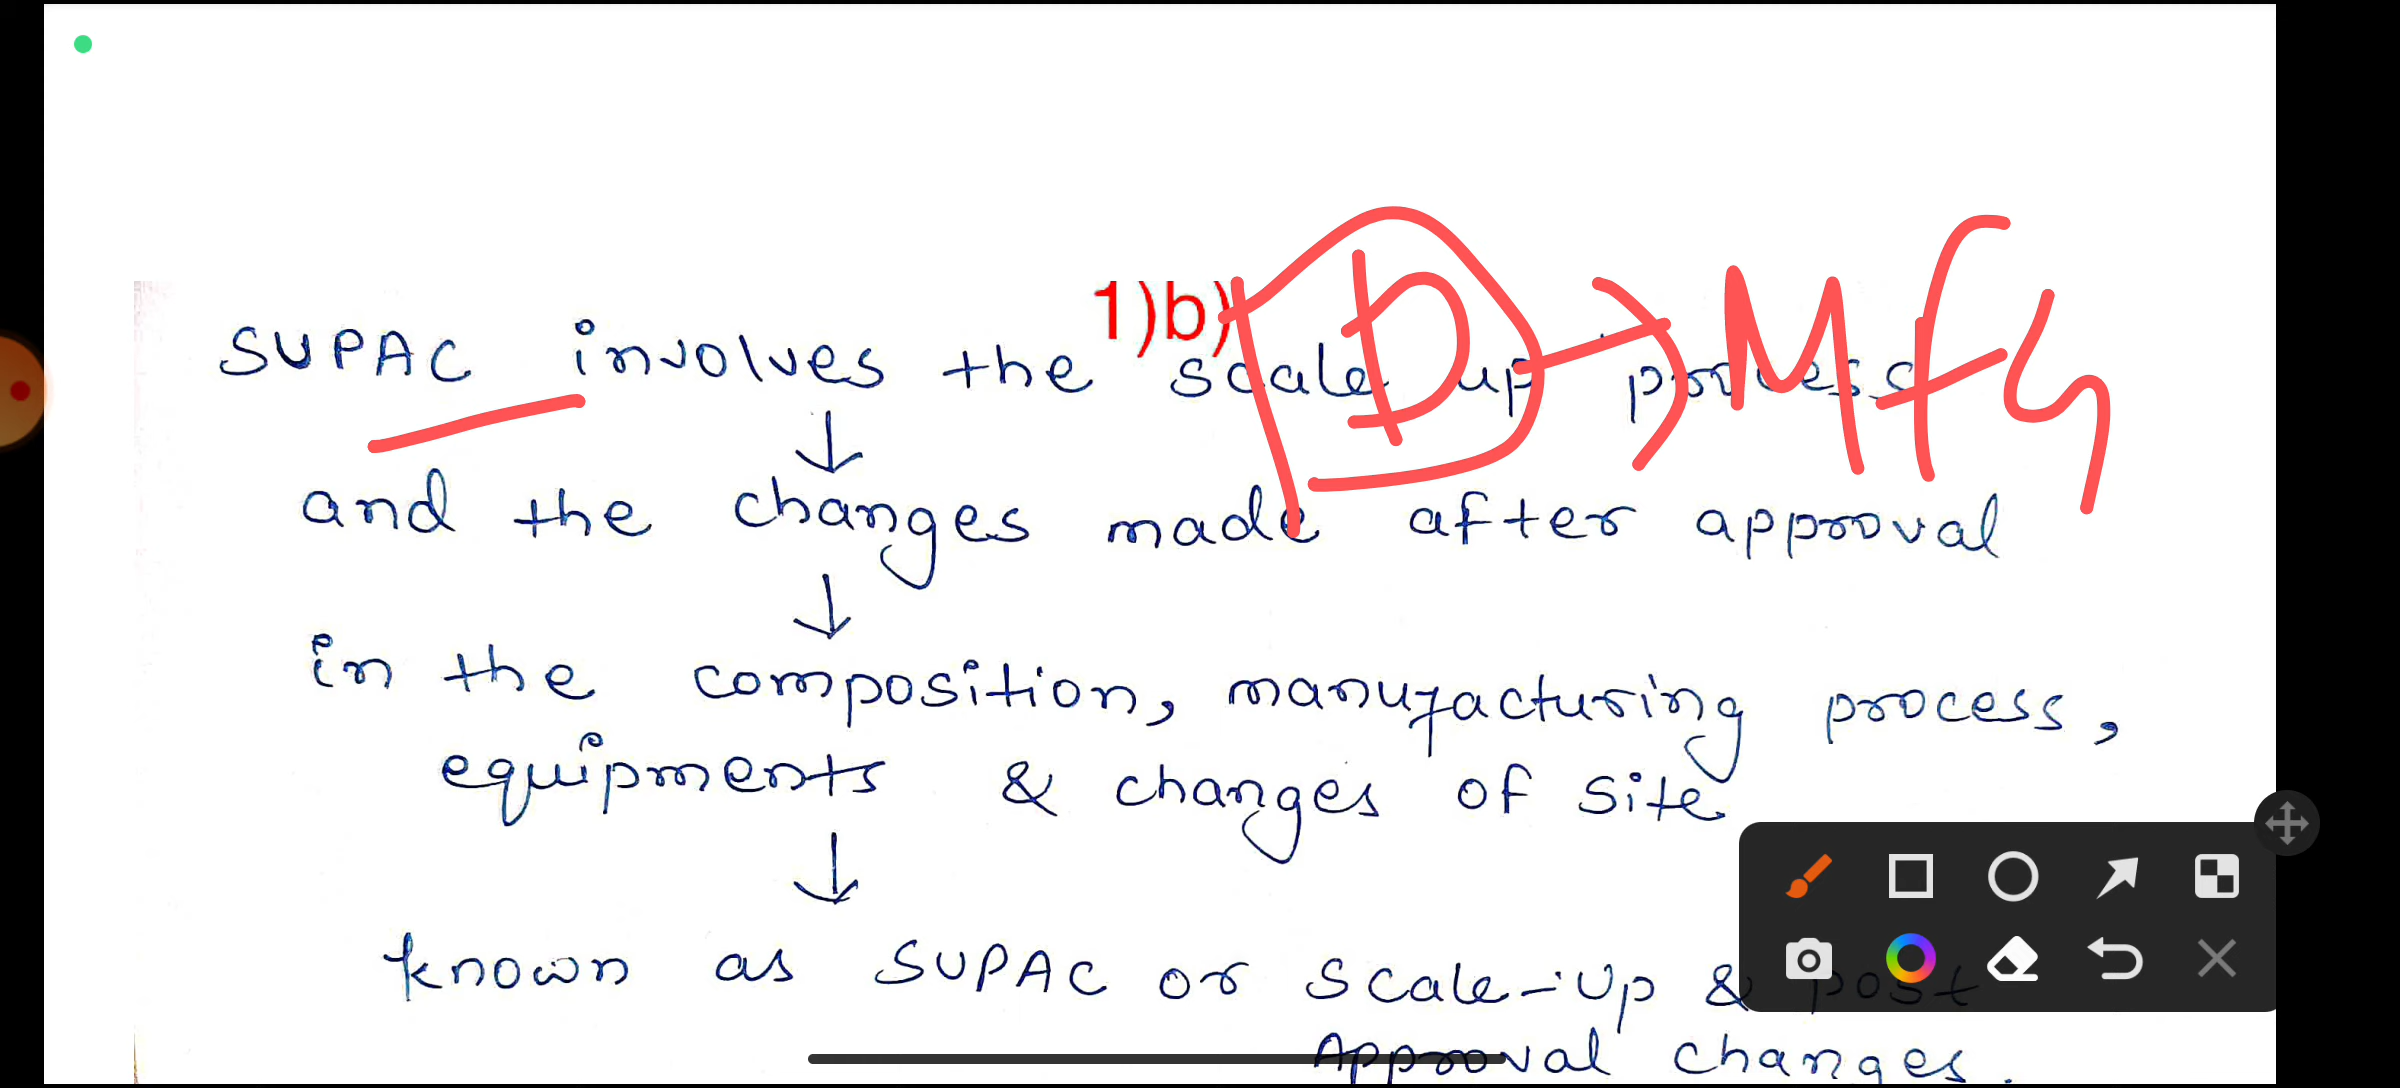 1)b)
D → Mfg
SUPAC involves the scale up process
↓
and the changes made after approval
↓
in the composition, manufacturing process,
equipments & changes of site
↓
known as SUPAC or Scale-Up & post
Approval changes.